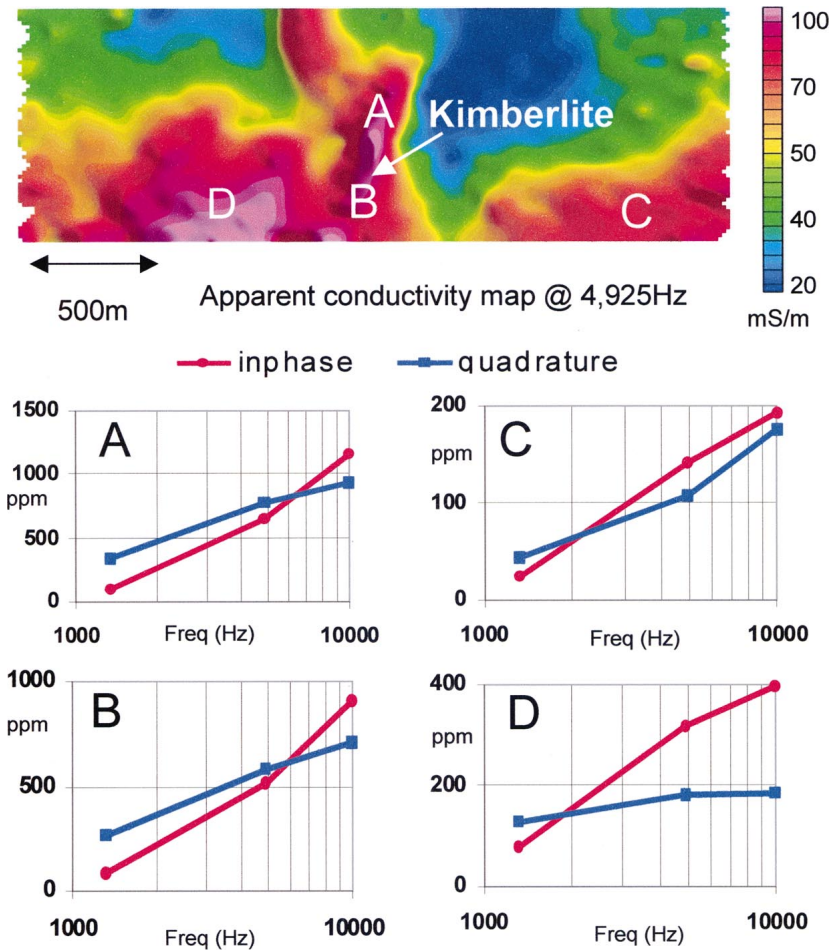 A
Kimberlite
B
D
C
100
70
50
40
20
mS/m
500m
Apparent conductivity map @ 4,925Hz
inphase
quadrature
A
1500
1000
ppm
500
0
1000
Freq (Hz)
10000
C
200
ppm
100
0
1000
Freq (Hz)
10000
B
1000
ppm
500
0
1000
Freq (Hz)
10000
D
400
ppm
200
0
1000
Freq (Hz)
10000